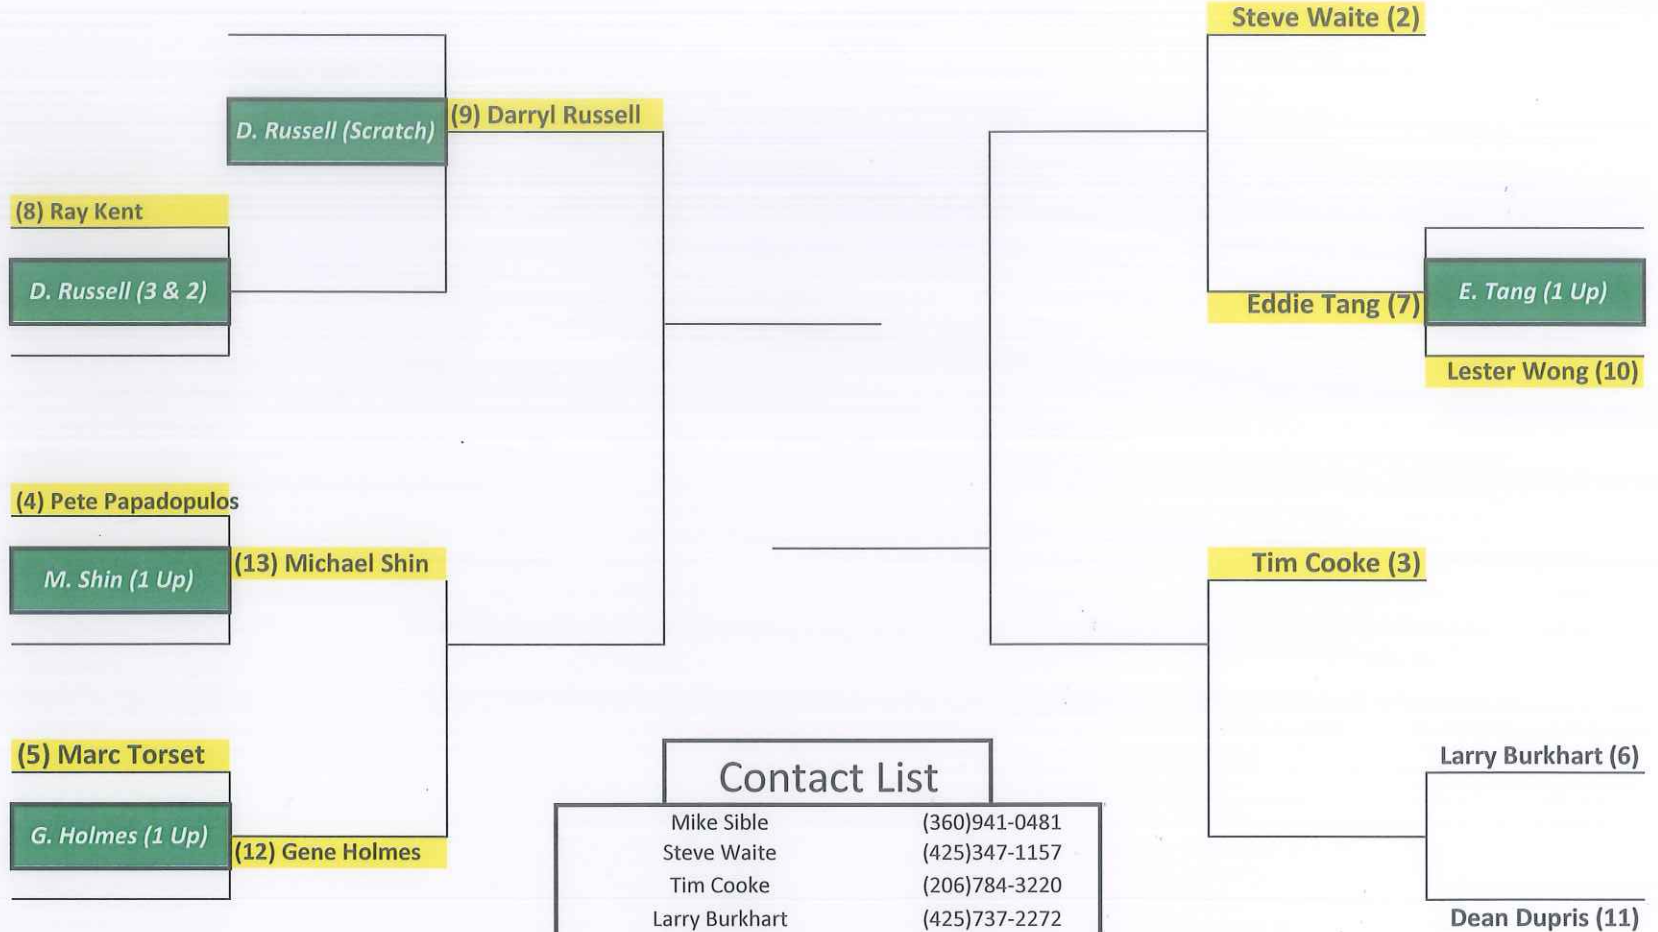 Steve Waite (2)
D. Russell (Scratch)
(9) Darryl Russell
(8) Ray Kent
D. Russell (3 & 2)
Eddie Tang (7)
E. Tang (1 Up)
Lester Wong (10)
(4) Pete Papadopulos
M. Shin (1 Up)
(13) Michael Shin
Tim Cooke (3)
(5) Marc Torset
G. Holmes (1 Up)
(12) Gene Holmes
Larry Burkhart (6)
Dean Dupris (11)
Contact List
Mike Sible (360)941-0481
Steve Waite (425)347-1157
Tim Cooke (206)784-3220
Larry Burkhart (425)737-2272